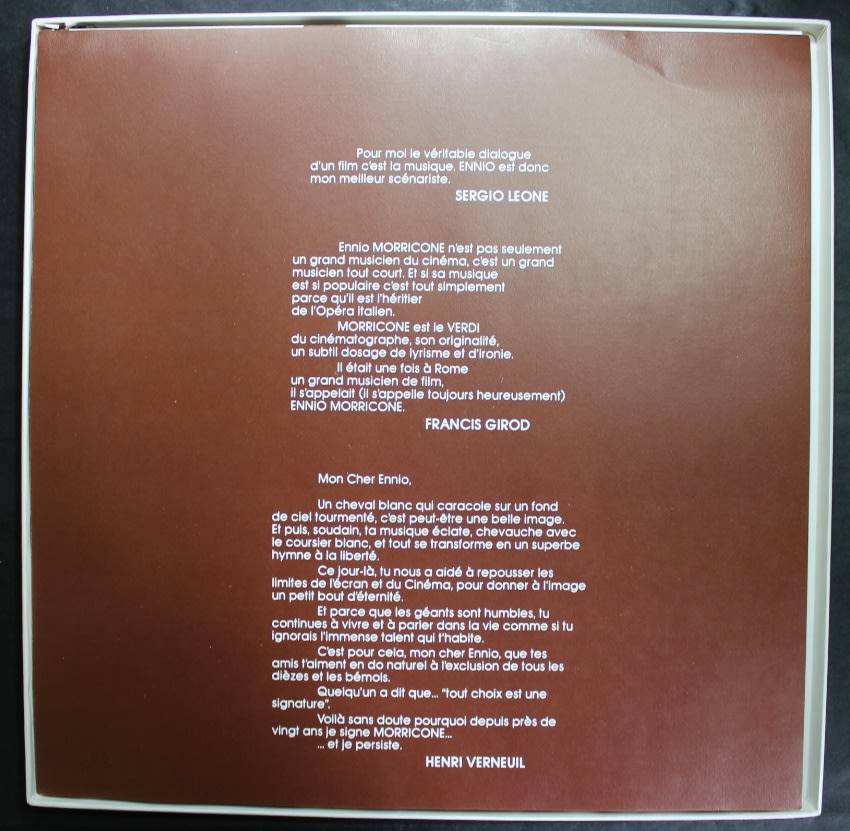 Pour moi le véritable dialogue
d'un film c'est la musique. ENNIO est donc
mon meilleur scénariste.
SERGIO LEONE
Ennio MORRICONE n'est pas seulement
un grand musicien du cinéma, c'est un grand
musicien tout court. Et si sa musique
est si populaire c'est tout simplement
parce qu'il est l'héritier
de l'Opéra italien.
MORRICONE est le VERDI
du cinématographe, son originalité,
un subtil dosage de lyrisme et d'ironie.
Il était une fois à Rome
un grand musicien de film,
il s'appelait (il s'appelle toujours heureusement)
ENNIO MORRICONE.
FRANCIS GIROD
Mon Cher Ennio,
Un cheval blanc qui caracole sur un fond
de ciel tourmenté, c'est peut-être une belle image.
Et puis, soudain, ta musique éclate, chevauche avec
le coursier blanc, et tout se transforme en un superbe
hymne à la liberté.
Ce jour-là, tu nous a aidé à repousser les
limites de l'écran et du Cinéma, pour donner à l'image
un petit bout d'éternité.
Et parce que les géants sont humbles, tu
continues à vivre et à parler dans la vie comme si tu
ignorais l'immense talent qui t'habite.
C'est pour cela, mon cher Ennio, que tes
amis t'aiment en do naturel à l'exclusion de tous les
dièzes et les bémols.
Quelqu'un a dit que... "tout choix est une
signature".
Voilà sans doute pourquoi depuis près de
vingt ans je signe MORRICONE...
... et je persiste.
HENRI VERNEUIL